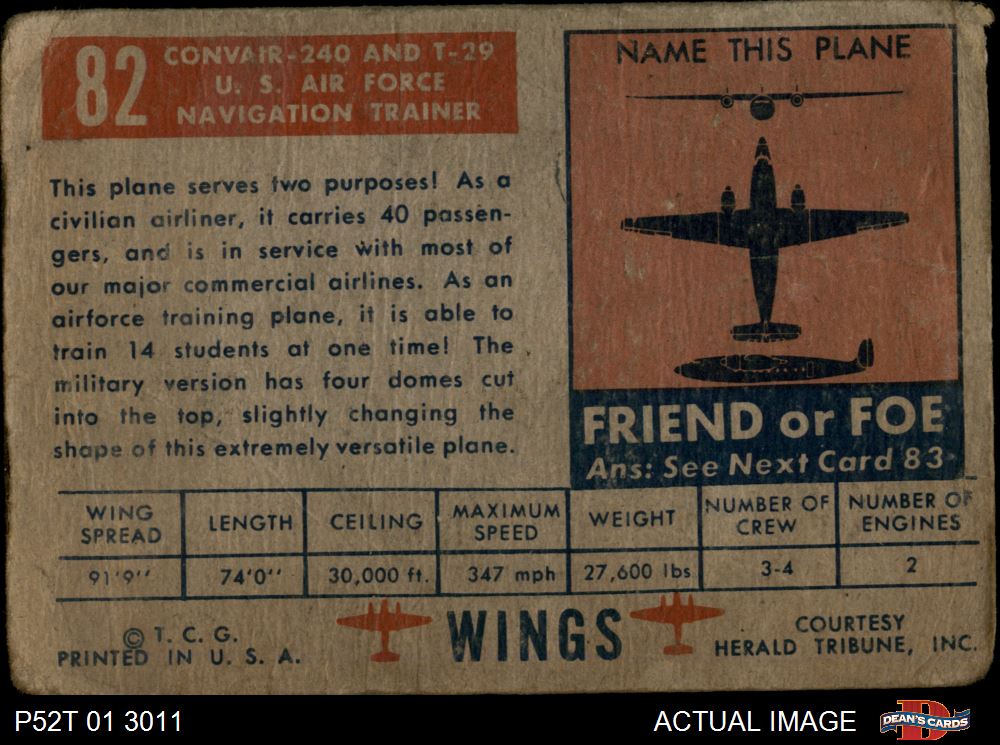 82
CONVAIR-240 AND T-29
U. S. AIR FORCE
NAVIGATION TRAINER
This plane serves two purposes! As a
civilian airliner, it carries 40 passen-
gers, and is in service with most of
our major commercial airlines. As an
airforce training plane, it is able to
train 14 students at one time! The
military version has four domes cut
into the top, slightly changing the
shape of this extremely versatile plane.
NAME THIS PLANE
FRIEND or FOE
Ans: See Next Card 83
WING SPREAD LENGTH CEILING MAXIMUM SPEED WEIGHT NUMBER OF CREW NUMBER OF ENGINES
91'9'' 74'0'' 30,000 ft. 347 mph 27,600 lbs 3-4 2
© T. C. G.
PRINTED IN U. S. A.
WINGS
COURTESY
HERALD TRIBUNE, INC.
P52T 01 3011
ACTUAL IMAGE
DEAN'S CARDS